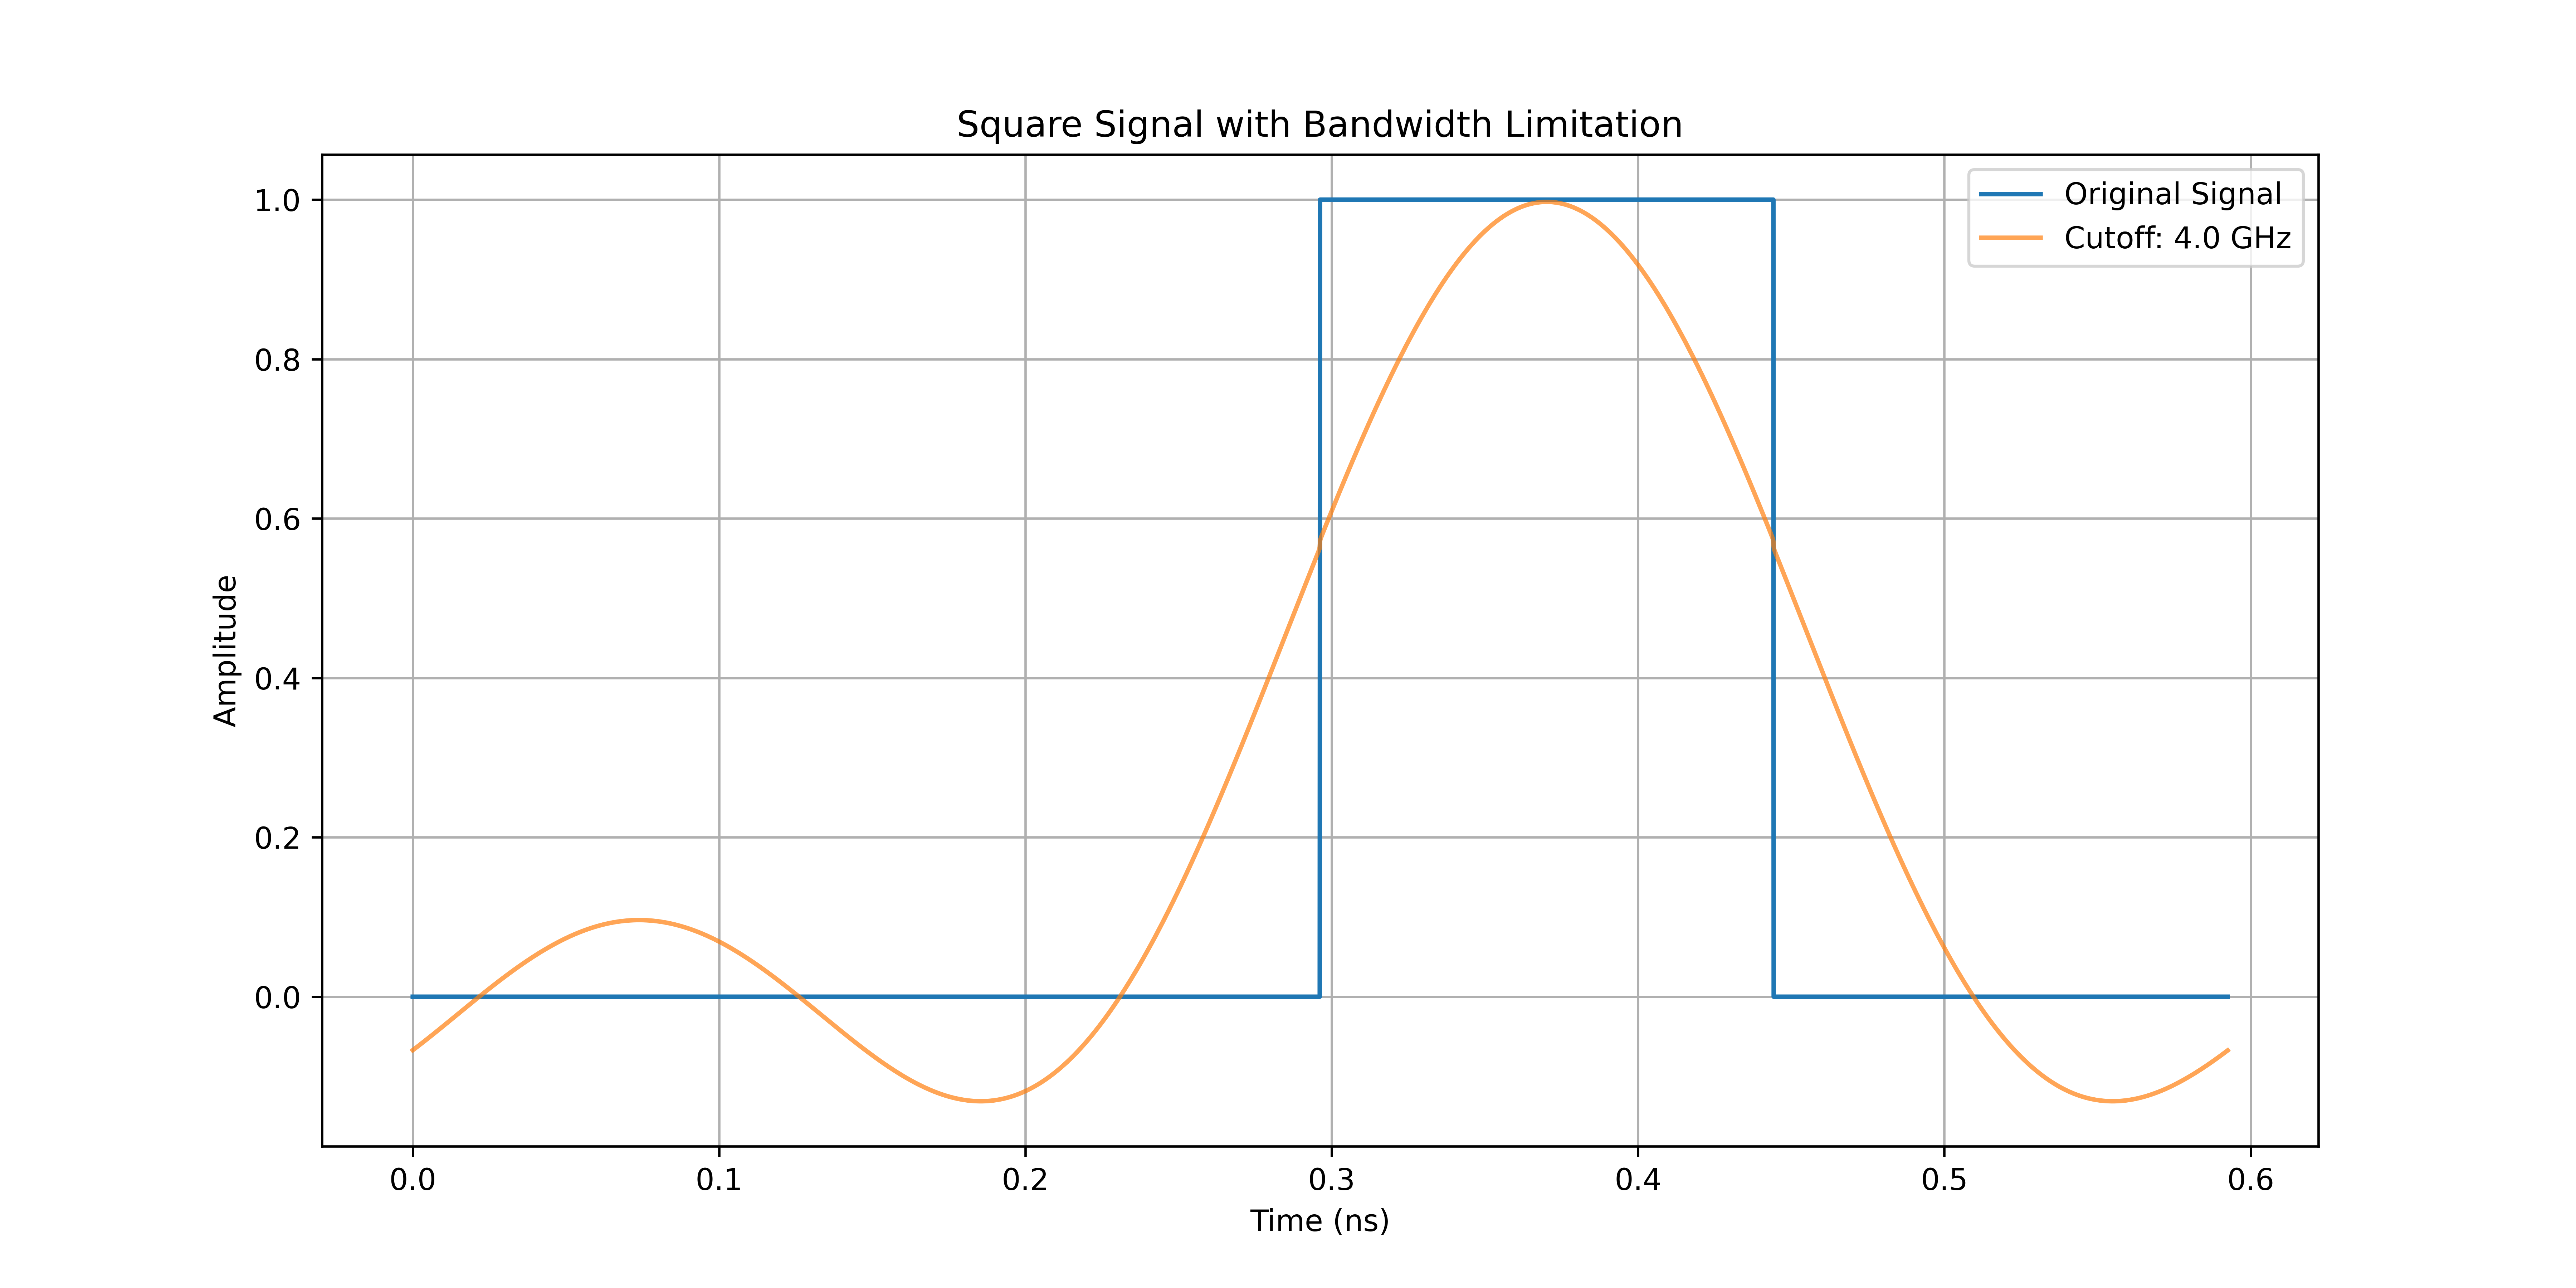 Square Signal with Bandwidth Limitation
Original Signal
Cutoff: 4.0 GHz
Amplitude
1.0
0.8
0.6
0.4
0.2
0.0
0.0 0.1 0.2 0.3 0.4 0.5 0.6
Time (ns)